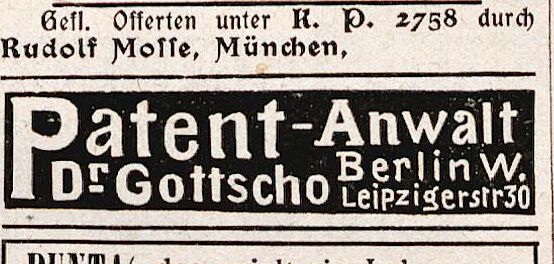 Gefl. Offerten unter K. P. 2758 durch
Rudolf Mosse, München,
Patent-Anwalt
Dr Gottscho Berlin W.
Leipzigerstr 30